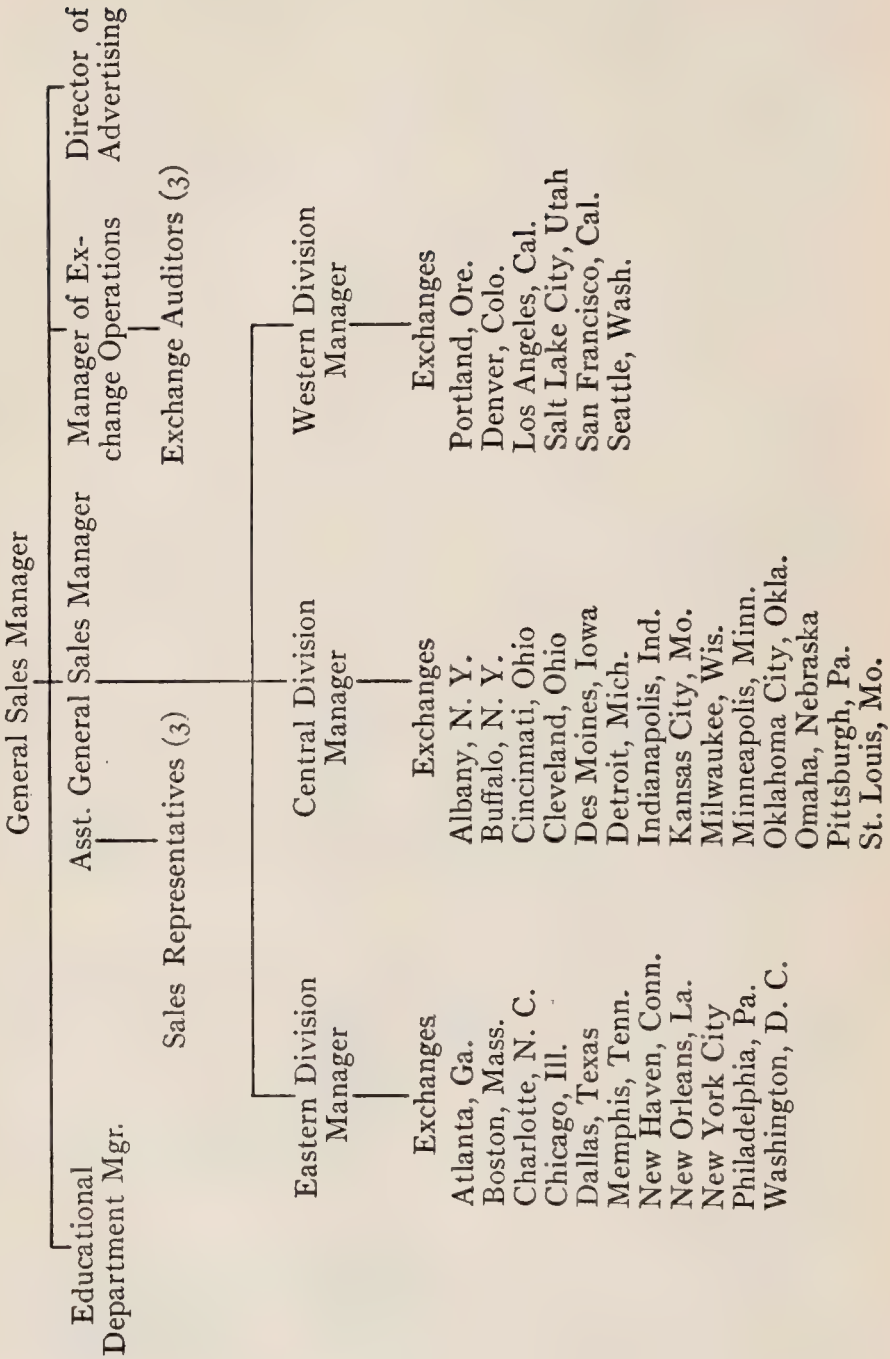 General Sales Manager
Educational
Department Mgr.
Asst. General Sales Manager
Sales Representatives (3)
Manager of Ex-
change Operations
Exchange Auditors (3)
Director of
Advertising
Eastern Division
Manager
Exchanges
Atlanta, Ga.
Boston, Mass.
Charlotte, N. C.
Chicago, Ill.
Dallas, Texas
Memphis, Tenn.
New Haven, Conn.
New Orleans, La.
New York City
Philadelphia, Pa.
Washington, D. C.
Central Division
Manager
Exchanges
Albany, N. Y.
Buffalo, N. Y.
Cincinnati, Ohio
Cleveland, Ohio
Des Moines, Iowa
Detroit, Mich.
Indianapolis, Ind.
Kansas City, Mo.
Milwaukee, Wis.
Minneapolis, Minn.
Oklahoma City, Okla.
Omaha, Nebraska
Pittsburgh, Pa.
St. Louis, Mo.
Western Division
Manager
Exchanges
Portland, Ore.
Denver, Colo.
Los Angeles, Cal.
Salt Lake City, Utah
San Francisco, Cal.
Seattle, Wash.